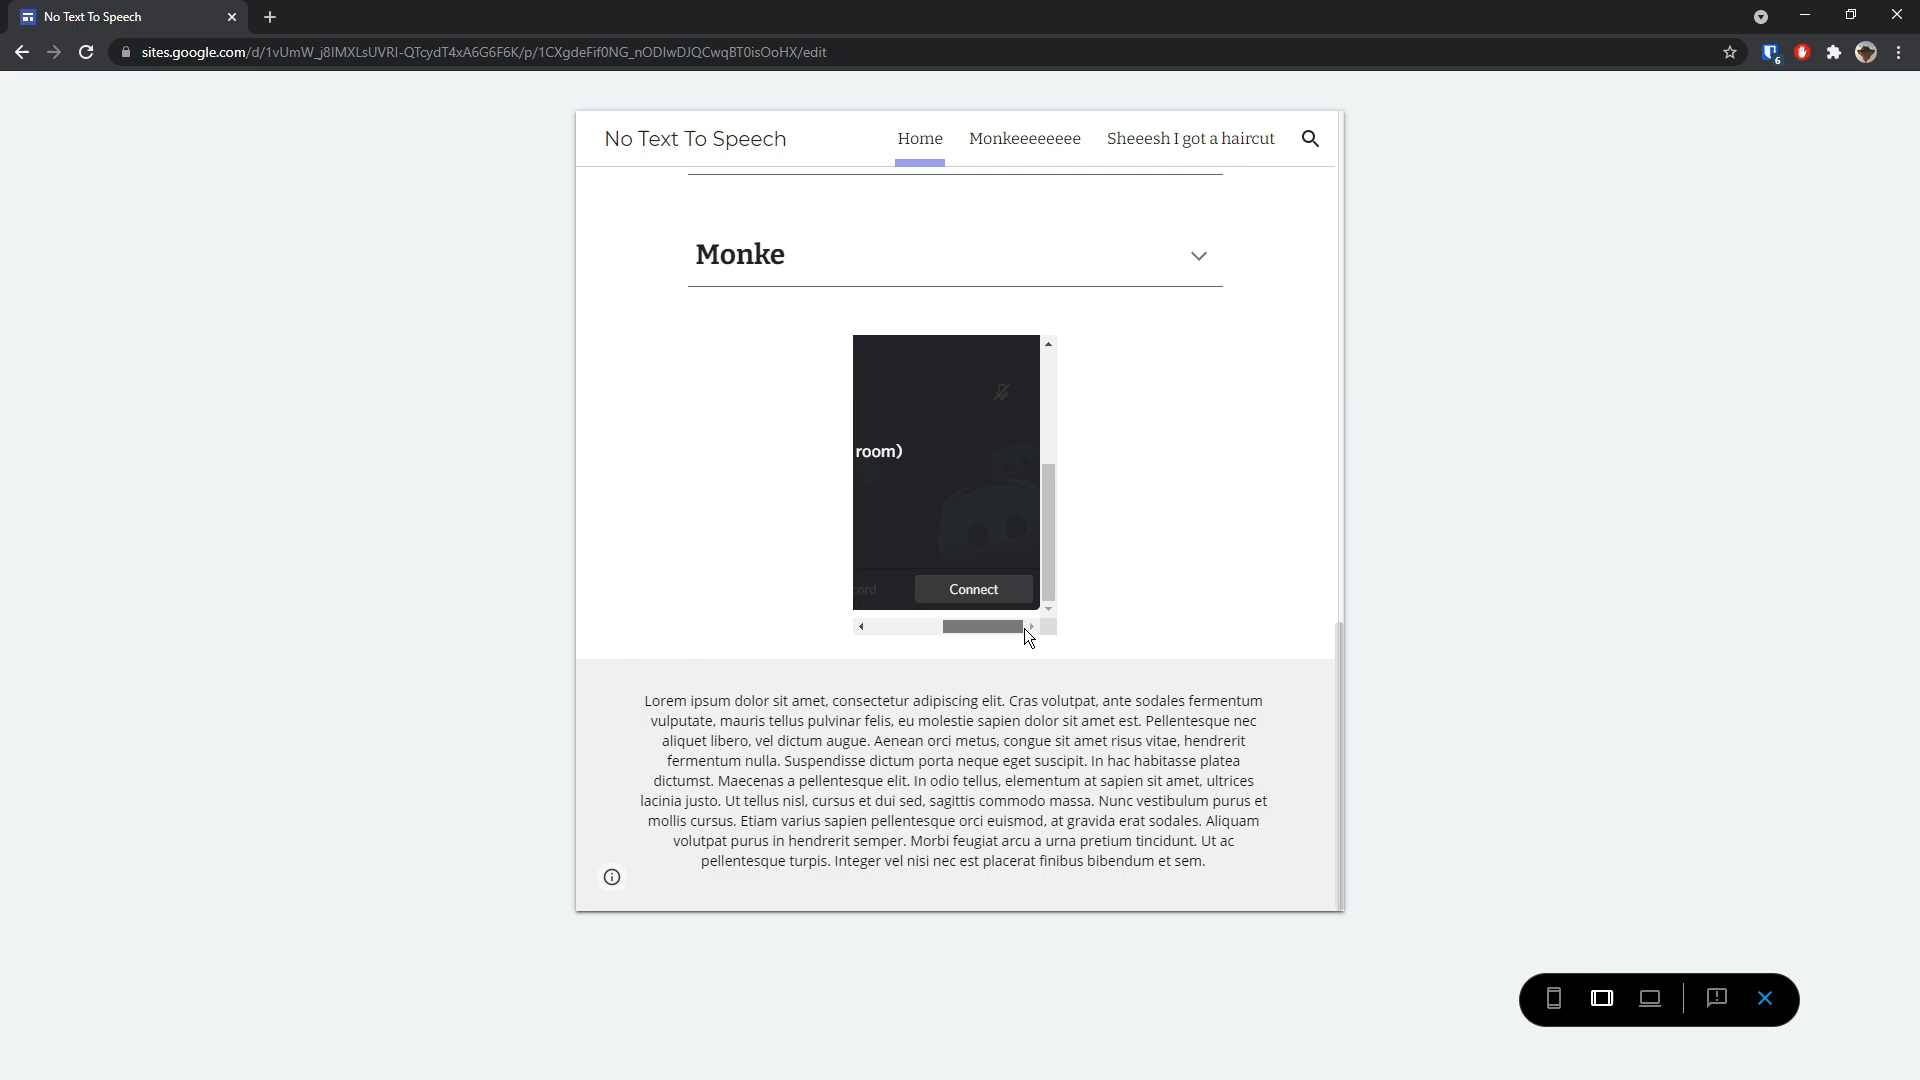 No Text To Speech
sites.google.com/d/1vUmW_j8IMXLsUVRI-QTcydT4xA6G6F6K/p/1CXgdeFif0NG_nODIwDJQCwqBT0isOoHX/edit
6
No Text To Speech
Home
Monkeeeeeeee
Sheeesh I got a haircut
Monke
room)
cord
Connect
Lorem ipsum dolor sit amet, consectetur adipiscing elit. Cras volutpat, ante sodales fermentum
vulputate, mauris tellus pulvinar felis, eu molestie sapien dolor sit amet est. Pellentesque nec
aliquet libero, vel dictum augue. Aenean orci metus, congue sit amet risus vitae, hendrerit
fermentum nulla. Suspendisse dictum porta neque eget suscipit. In hac habitasse platea
dictumst. Maecenas a pellentesque elit. In odio tellus, elementum at sapien sit amet, ultrices
lacinia justo. Ut tellus nisl, cursus et dui sed, sagittis commodo massa. Nunc vestibulum purus et
mollis cursus. Etiam varius sapien pellentesque orci euismod, at gravida erat sodales. Aliquam
volutpat purus in hendrerit semper. Morbi feugiat arcu a urna pretium tincidunt. Ut ac
pellentesque turpis. Integer vel nisi nec est placerat finibus bibendum et sem.